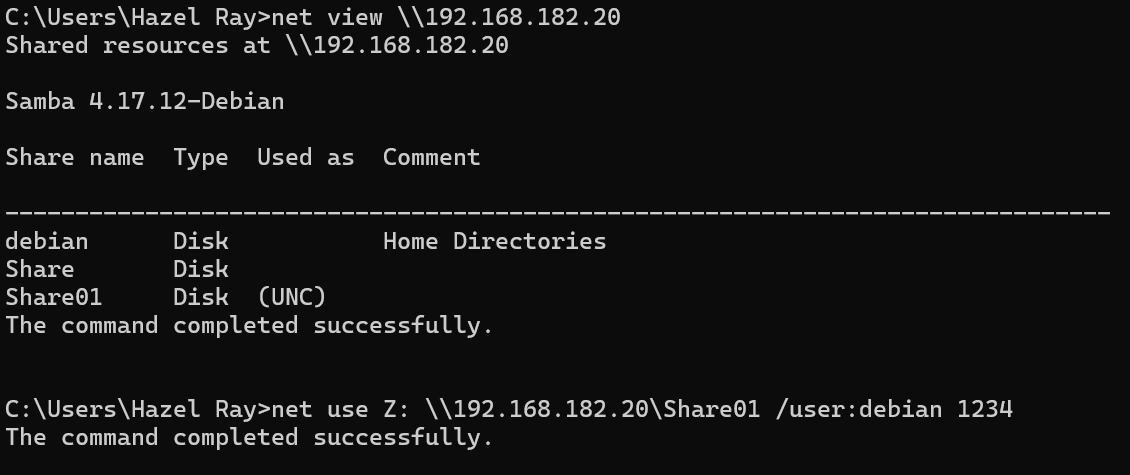 C:\Users\Hazel Ray>net view \\192.168.182.20
Shared resources at \\192.168.182.20
Samba 4.17.12-Debian
Share name  Type  Used as  Comment
-------------------------------------------------------------------------------
debian      Disk           Home Directories
Share       Disk
Share01     Disk  (UNC)
The command completed successfully.
C:\Users\Hazel Ray>net use Z: \\192.168.182.20\Share01 /user:debian 1234
The command completed successfully.